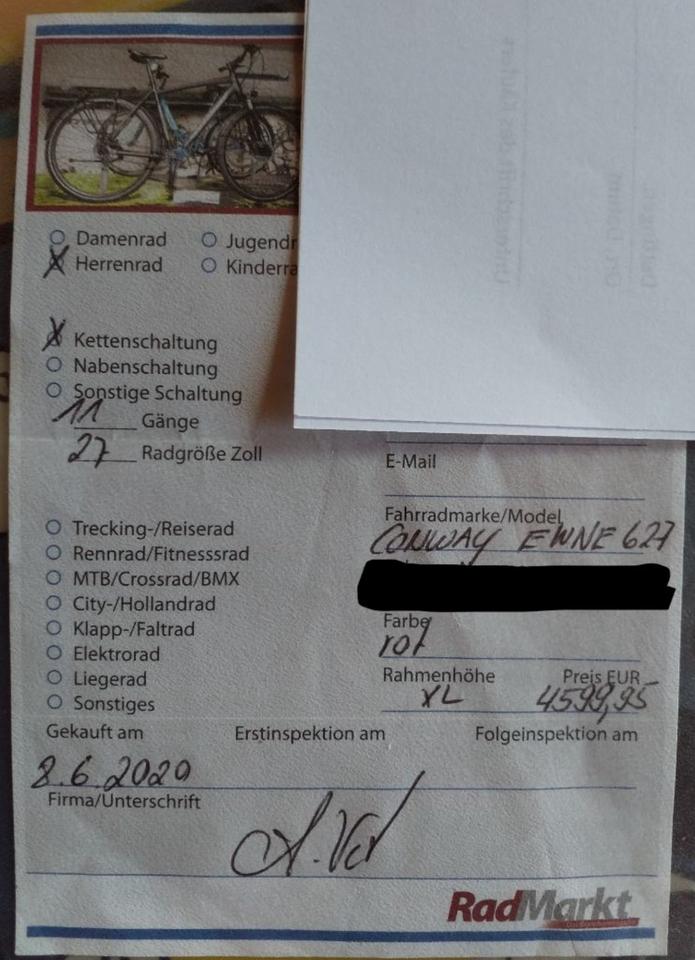 Damenrad
Jugendr
Herrenrad
Kinderra
Kettenschaltung
Nabenschaltung
Sonstige Schaltung
11 Gänge
27 Radgröße Zoll
E-Mail
Fahrradmarke/Model
CONWAY EWME 627
Trecking-/Reiserad
Rennrad/Fitnesssrad
MTB/Crossrad/BMX
City-/Hollandrad
Klapp-/Faltrad
Elektrorad
Liegerad
Sonstiges
Farbe
rot
Rahmenhöhe
Preis EUR
XL
4599,95
Gekauft am
Erstinspektion am
Folgeinspektion am
8.6.2020
Firma/Unterschrift
RadMarkt